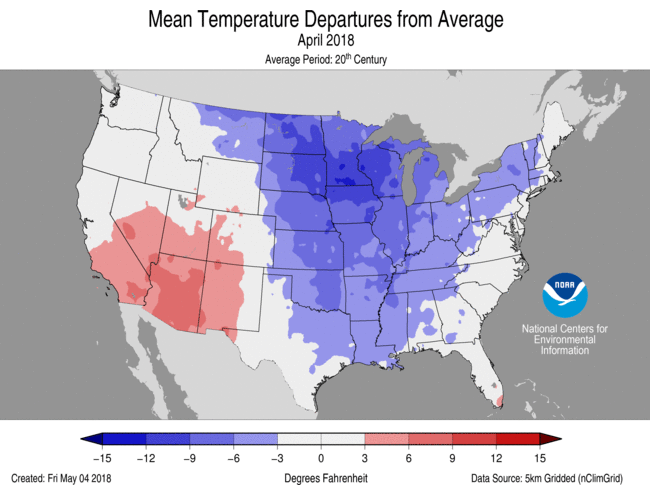 Mean Temperature Departures from Average
April 2018
Average Period: 20th Century
NOAA
National Centers for
Environmental
Information
−15 −12 −9 −6 −3 0 3 6 9 12 15
Created: Fri May 04 2018 Degrees Fahrenheit Data Source: 5km Gridded (nClimGrid)